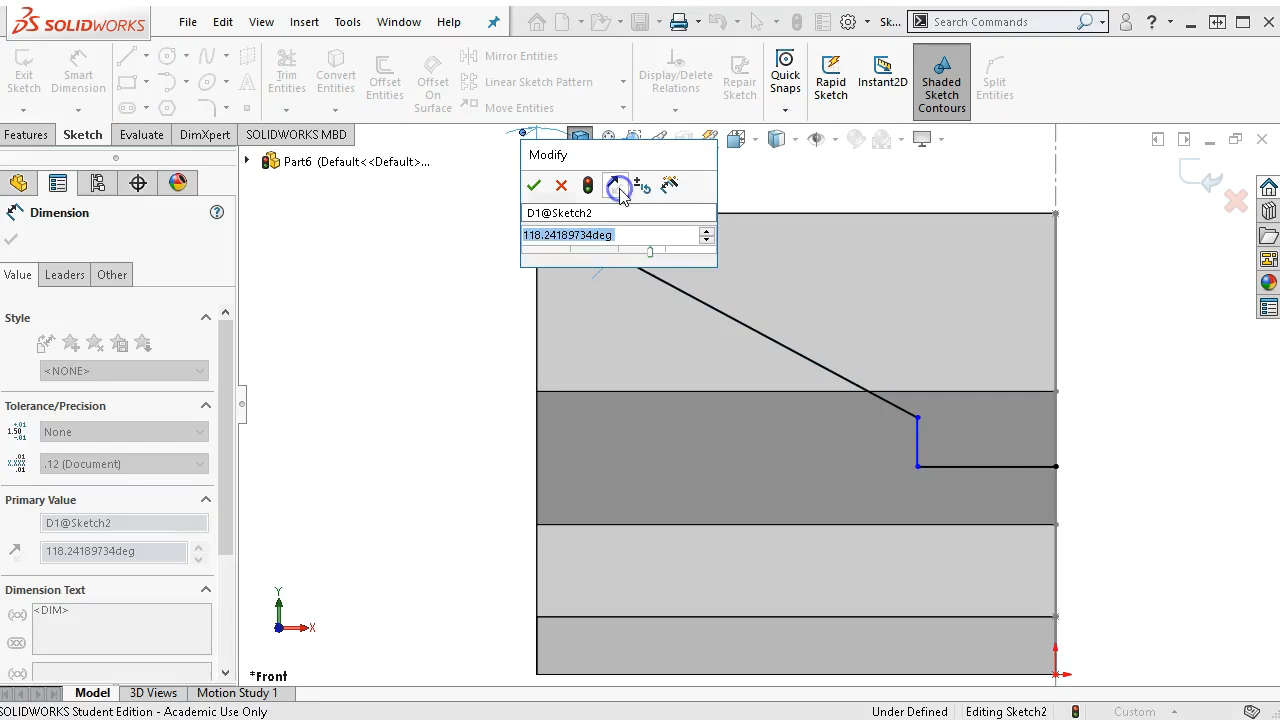 SOLIDWORKS
File Edit View Insert Tools Window Help
Sk...
Search Commands
?
Exit Sketch
Smart Dimension
Trim Entities
Convert Entities
Offset Entities
Offset On Surface
Mirror Entities
Linear Sketch Pattern
Move Entities
Display/Delete Relations
Repair Sketch
Quick Snaps
Rapid Sketch
Instant2D
Shaded Sketch Contours
Split Entities
Features Sketch Evaluate DimXpert SOLIDWORKS MBD
Part6 (Default<<Default>...
Dimension
?
Value Leaders Other
Style
<NONE>
Tolerance/Precision
None
.12 (Document)
Primary Value
D1@Sketch2
118.24189734deg
Dimension Text
<DIM>
Modify
D1@Sketch2
118.24189734deg
Y
X
*Front
Model 3D Views Motion Study 1
SOLIDWORKS Student Edition - Academic Use Only
Under Defined Editing Sketch2 Custom